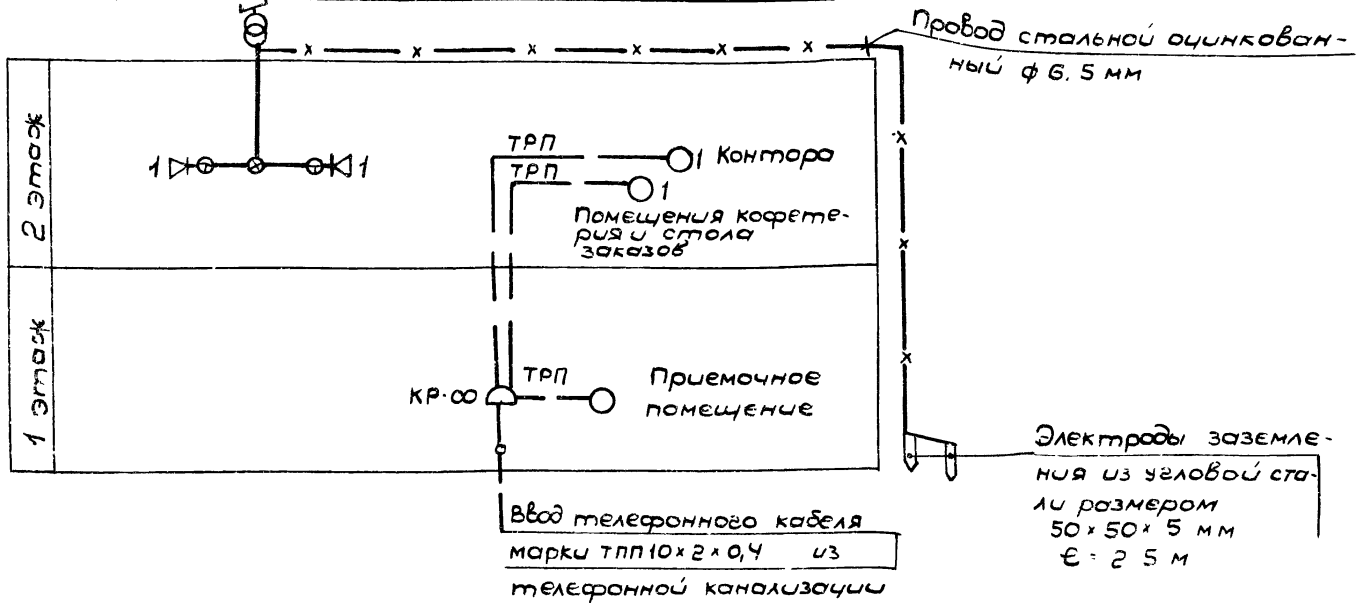 Провод стальной оцинкован-
ный ф 6.5 мм
2 этаж
1
1
ТРП
1 Контора
ТРП
1
Помещения кофете-
рия и стола
заказов
1 этаж
КР-∞
ТРП
Приемочное
помещение
Электроды заземле-
ния из угловой ста-
ли размером
50 × 50 × 5 мм
ℓ = 2 5 м
Ввод телефонного кабеля
марки ТПП 10 × 2 × 0,4 из
телефонной канализации